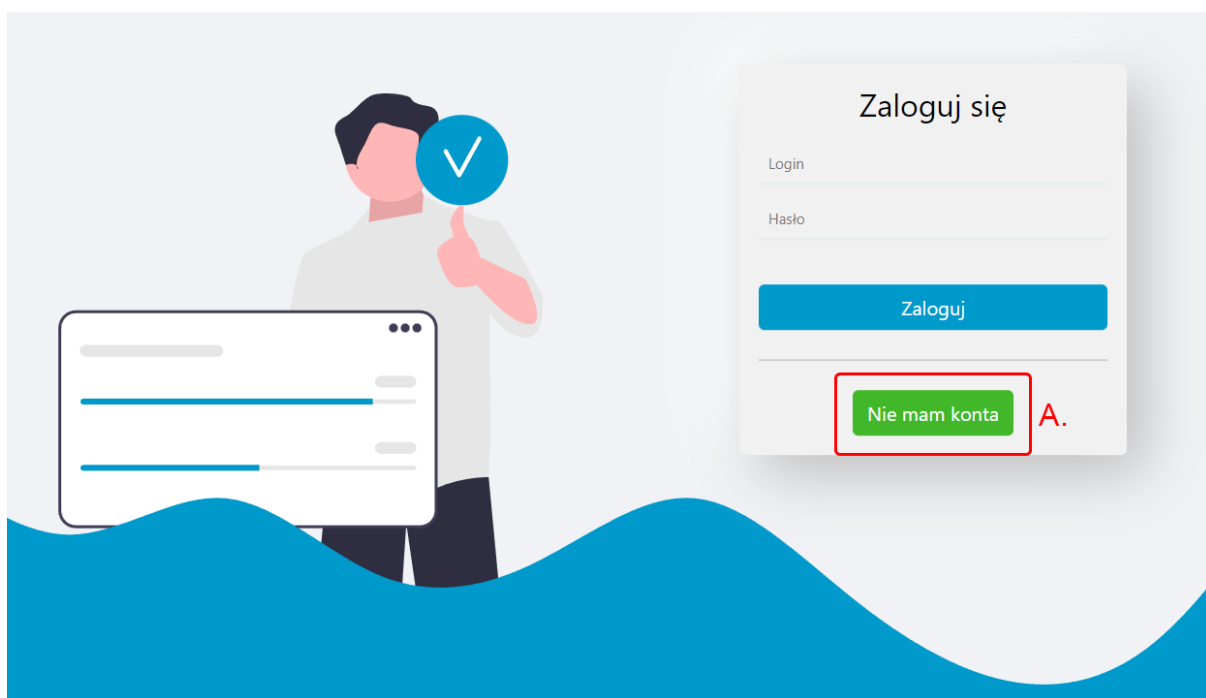 Zaloguj się
Login
Hasło
Zaloguj
Nie mam konta
A.